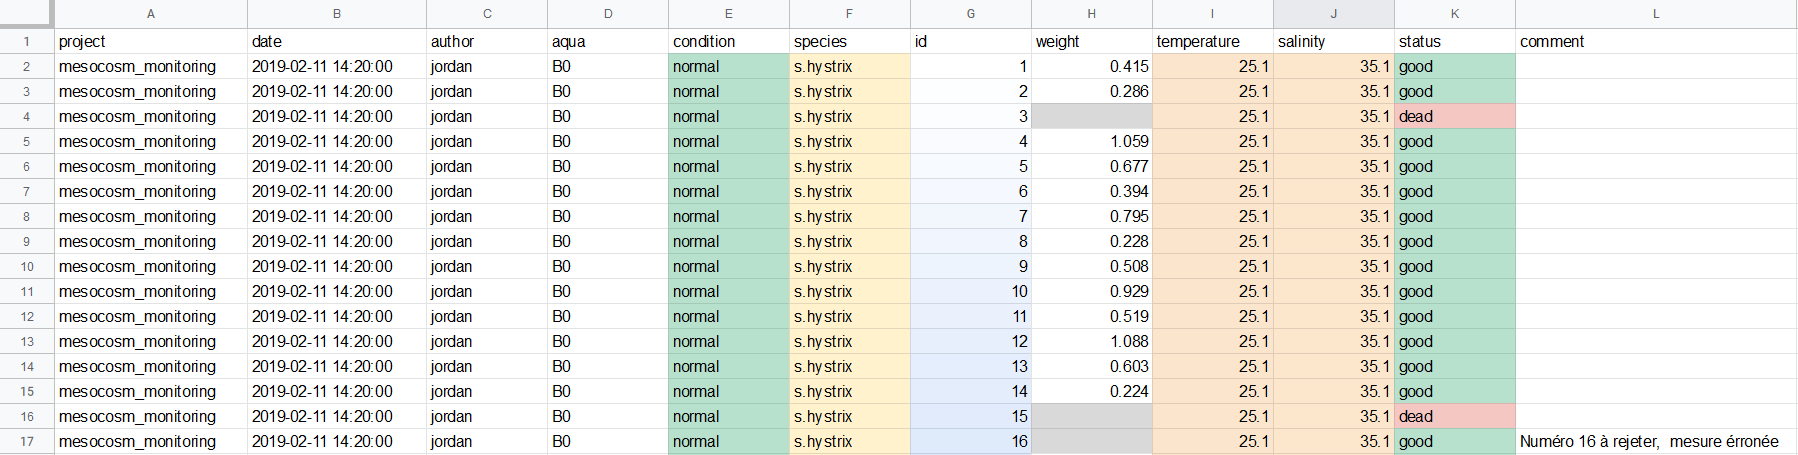 A B C D E F G H I J K L
1 project date author aqua condition species id weight temperature salinity status comment
2 mesocosm_monitoring 2019-02-11 14:20:00 jordan B0 normal s.hystrix 1 0.415 25.1 35.1 good
3 mesocosm_monitoring 2019-02-11 14:20:00 jordan B0 normal s.hystrix 2 0.286 25.1 35.1 good
4 mesocosm_monitoring 2019-02-11 14:20:00 jordan B0 normal s.hystrix 3 25.1 35.1 dead
5 mesocosm_monitoring 2019-02-11 14:20:00 jordan B0 normal s.hystrix 4 1.059 25.1 35.1 good
6 mesocosm_monitoring 2019-02-11 14:20:00 jordan B0 normal s.hystrix 5 0.677 25.1 35.1 good
7 mesocosm_monitoring 2019-02-11 14:20:00 jordan B0 normal s.hystrix 6 0.394 25.1 35.1 good
8 mesocosm_monitoring 2019-02-11 14:20:00 jordan B0 normal s.hystrix 7 0.795 25.1 35.1 good
9 mesocosm_monitoring 2019-02-11 14:20:00 jordan B0 normal s.hystrix 8 0.228 25.1 35.1 good
10 mesocosm_monitoring 2019-02-11 14:20:00 jordan B0 normal s.hystrix 9 0.508 25.1 35.1 good
11 mesocosm_monitoring 2019-02-11 14:20:00 jordan B0 normal s.hystrix 10 0.929 25.1 35.1 good
12 mesocosm_monitoring 2019-02-11 14:20:00 jordan B0 normal s.hystrix 11 0.519 25.1 35.1 good
13 mesocosm_monitoring 2019-02-11 14:20:00 jordan B0 normal s.hystrix 12 1.088 25.1 35.1 good
14 mesocosm_monitoring 2019-02-11 14:20:00 jordan B0 normal s.hystrix 13 0.603 25.1 35.1 good
15 mesocosm_monitoring 2019-02-11 14:20:00 jordan B0 normal s.hystrix 14 0.224 25.1 35.1 good
16 mesocosm_monitoring 2019-02-11 14:20:00 jordan B0 normal s.hystrix 15 25.1 35.1 dead
17 mesocosm_monitoring 2019-02-11 14:20:00 jordan B0 normal s.hystrix 16 25.1 35.1 good Numéro 16 à rejeter, mesure érronée